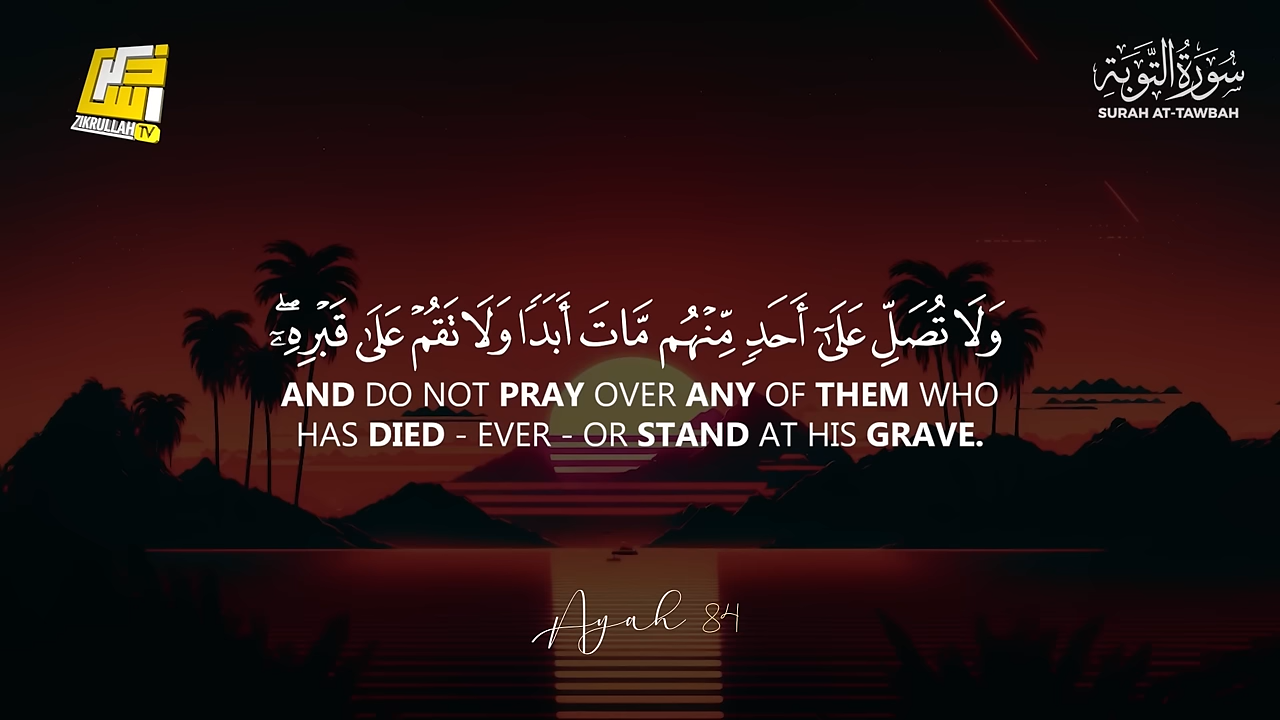 ZIKRULLAH TV
سُورَةُ التَّوْبَةِ
SURAH AT-TAWBAH
وَلَا تُصَلِّ عَلَىٰٓ أَحَدٍ مِّنْهُم مَّاتَ أَبَدًا وَلَا تَقُمْ عَلَىٰ قَبْرِهِۦٓ ۖ
AND DO NOT PRAY OVER ANY OF THEM WHO
HAS DIED - EVER - OR STAND AT HIS GRAVE.
Ayah 84